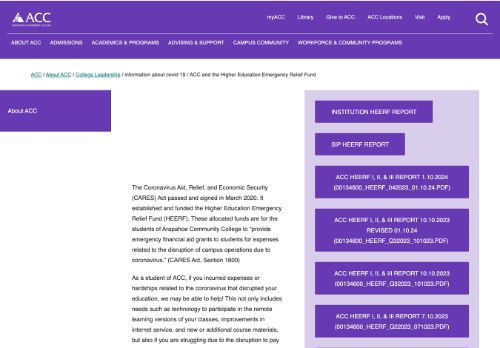 ACC
ARAPAHOE COMMUNITY COLLEGE
myACC Library Give to ACC ACC Locations Visit Apply
ABOUT ACC ADMISSIONS ACADEMICS & PROGRAMS ADVISING & SUPPORT CAMPUS COMMUNITY WORKFORCE & COMMUNITY PROGRAMS
ACC / About ACC / College Leadership / information about covid 19 / ACC and the Higher Education Emergency Relief Fund
About ACC
The Coronavirus Aid, Relief, and Economic Security
(CARES) Act passed and signed in March 2020. It
established and funded the Higher Education Emergency
Relief Fund (HEERF). These allocated funds are for the
students of Arapahoe Community College to "provide
emergency financial aid grants to students for expenses
related to the disruption of campus operations due to
coronavirus." (CARES Act, Section 1800)
As a student of ACC, if you incurred expenses or
hardships related to the coronavirus that disrupted your
education, we may be able to help! This not only includes
needs such as technology to participate in the remote
learning versions of your classes, improvements in
internet service, and new or additional course materials,
but also if you are struggling due to the disruption to pay
INSTITUTION HEERF REPORT
SIP HEERF REPORT
ACC HEERF I, II, & III REPORT 1.10.2024
(00134600_HEERF_042023_01.10.24.PDF)
ACC HEERF I, II, & III REPORT 10.10.2023
REVISED 01.10.24
(00134600_HEERF_Q32023_101023.PDF)
ACC HEERF I, II, & III REPORT 10.10.2023
(00134600_HEERF_Q32023_101023.PDF)
ACC HEERF I, II, & III REPORT 7.10.2023
(00134600_HEERF_Q22023_071023.PDF)